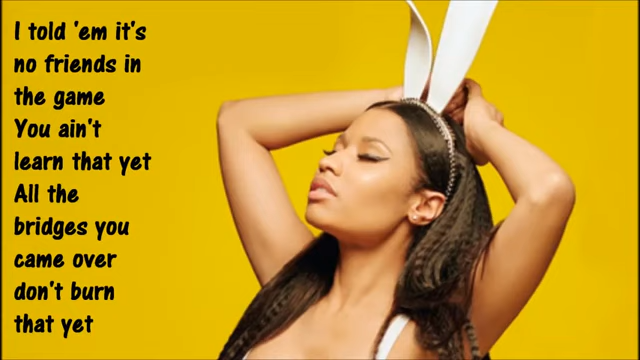 I told 'em it's
no friends in
the game
You ain't
learn that yet
All the
bridges you
came over
don't burn
that yet